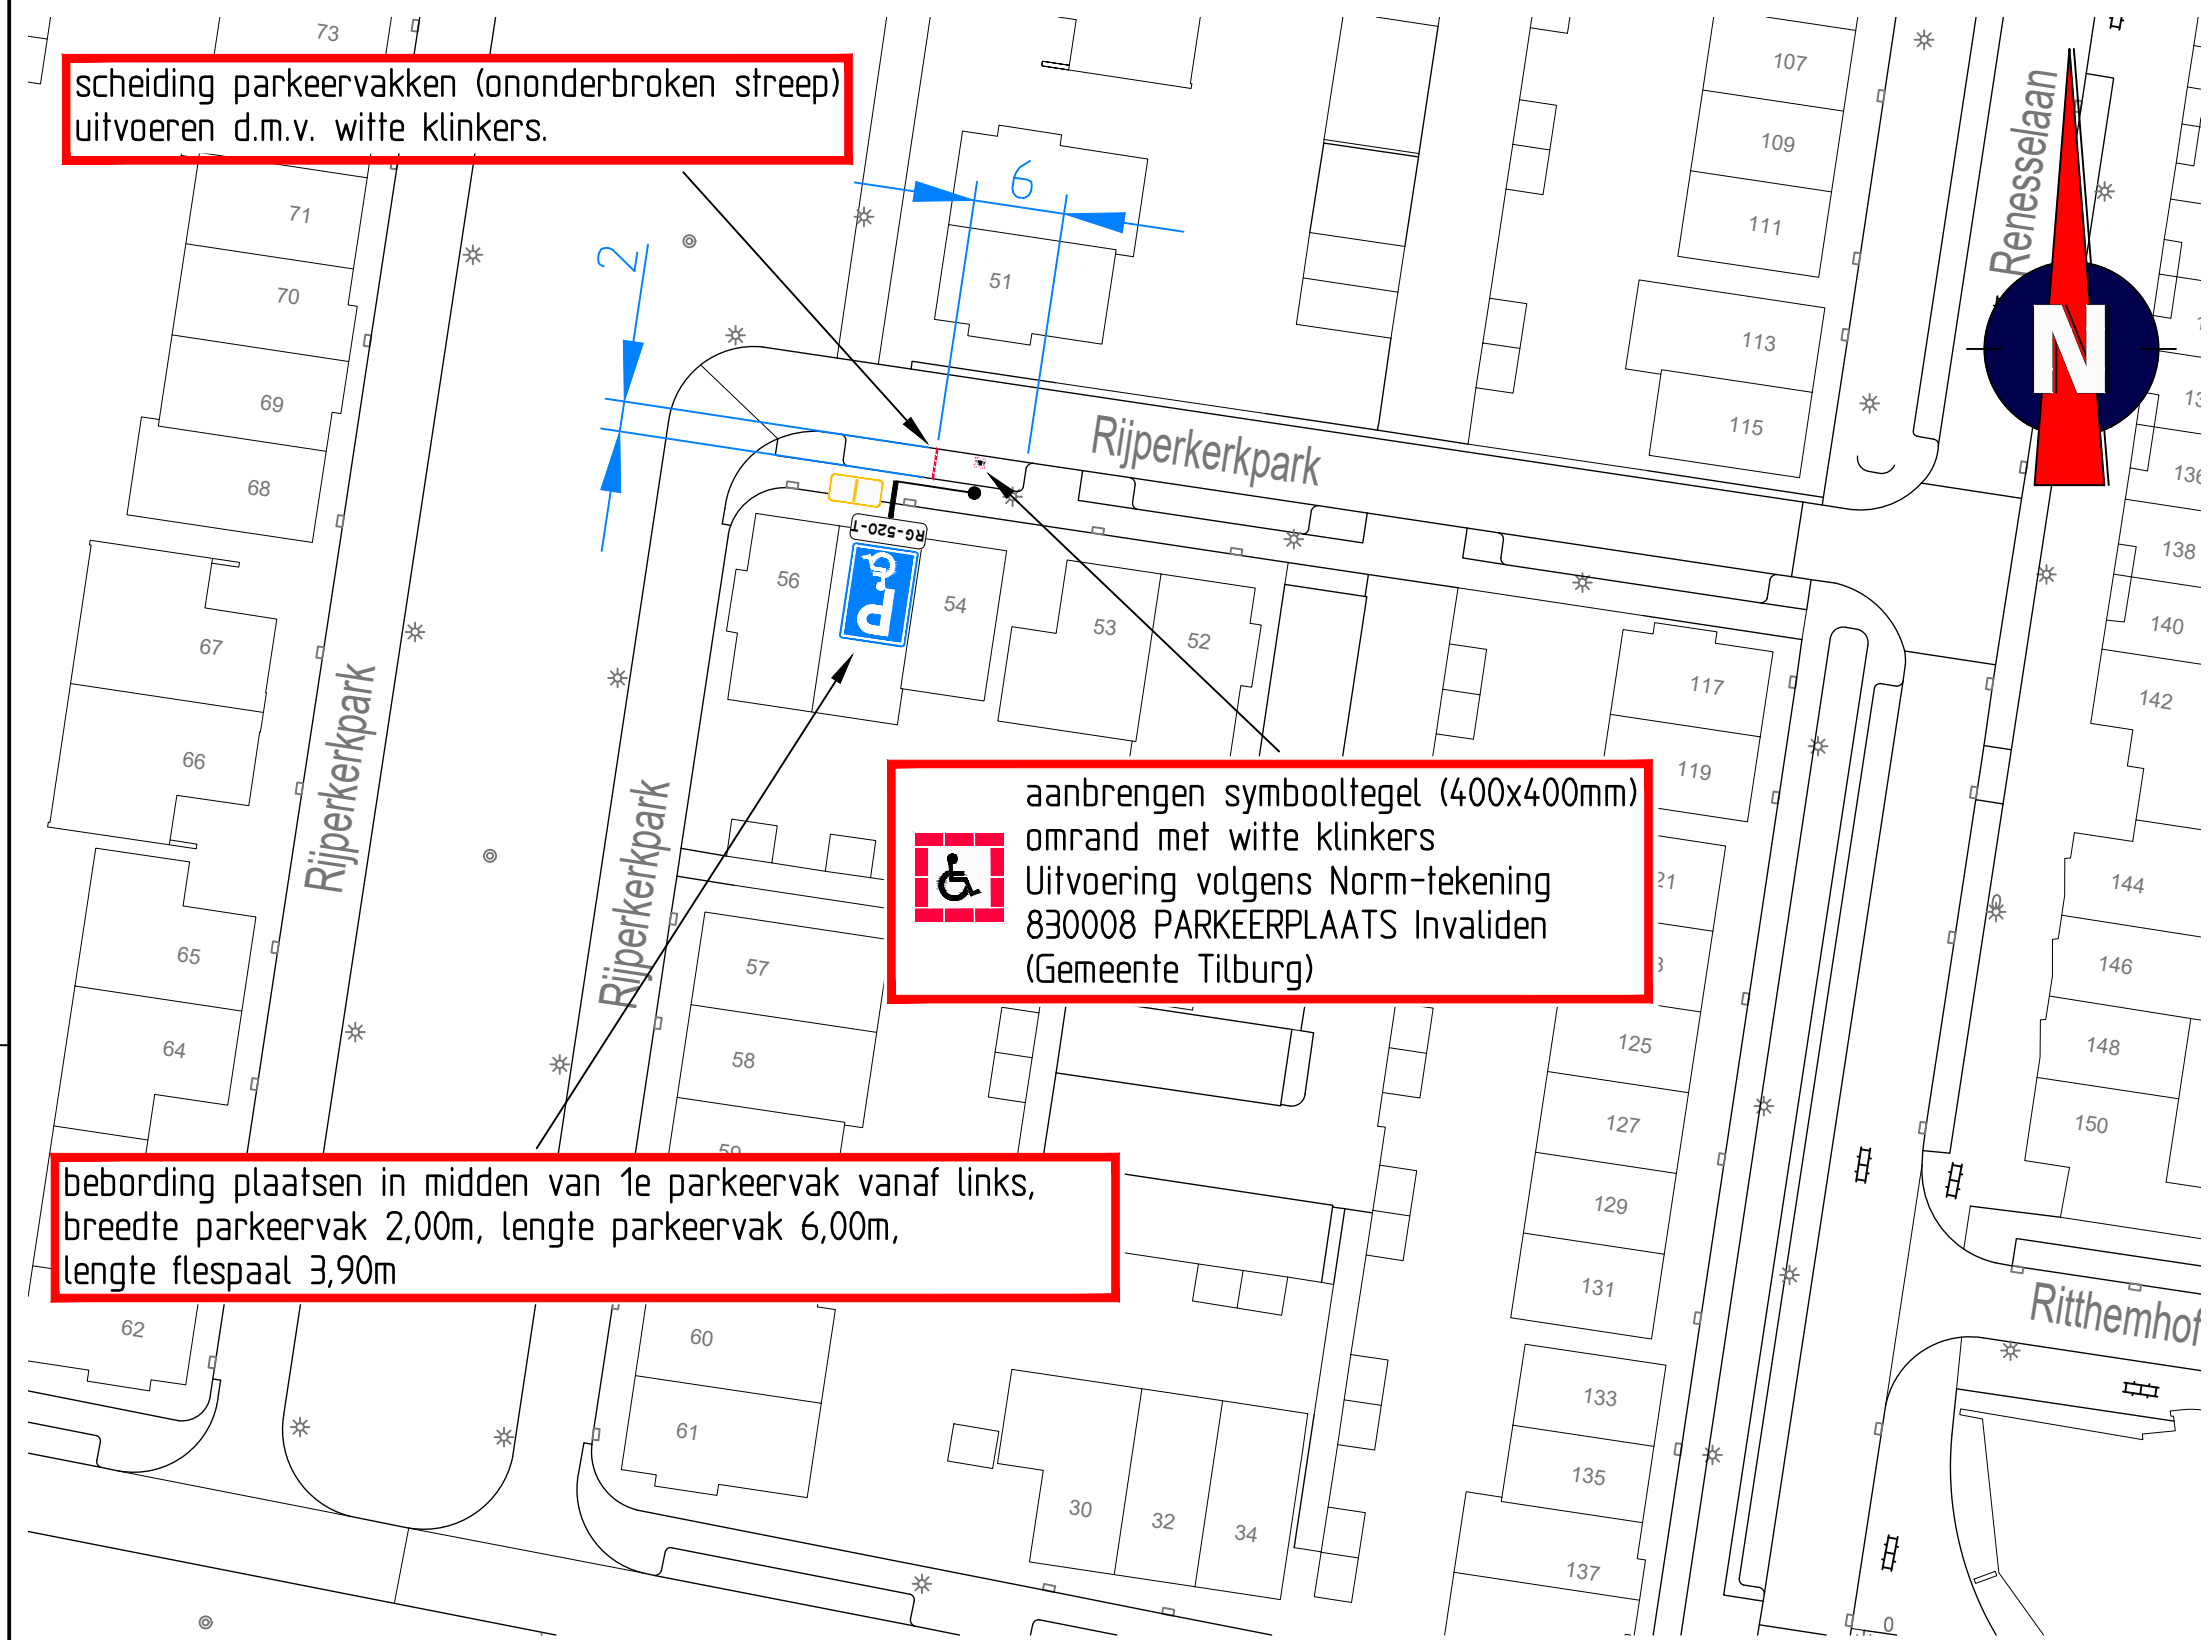 73
scheiding parkeervakken (ononderbroken streep)
uitvoeren d.m.v. witte klinkers.
71
70
69
68
67
66
65
64
62
6
2
51
107
109
111
113
115
Renesselaan
N
Rijperkerkpark
RG-520-T
P
56
54
53
52
117
119
136
138
140
142
144
146
148
150
Rijperkerkpark
Rijperkerkpark
aanbrengen symbooltegel (400x400mm)
omrand met witte klinkers
Uitvoering volgens Norm-tekening
830008 PARKEERPLAATS Invaliden
(Gemeente Tilburg)
57
58
59
125
127
129
131
133
135
137
bebording plaatsen in midden van 1e parkeervak vanaf links,
breedte parkeervak 2,00m, lengte parkeervak 6,00m,
lengte flespaal 3,90m
60
61
30
32
34
Ritthemhof
0
0